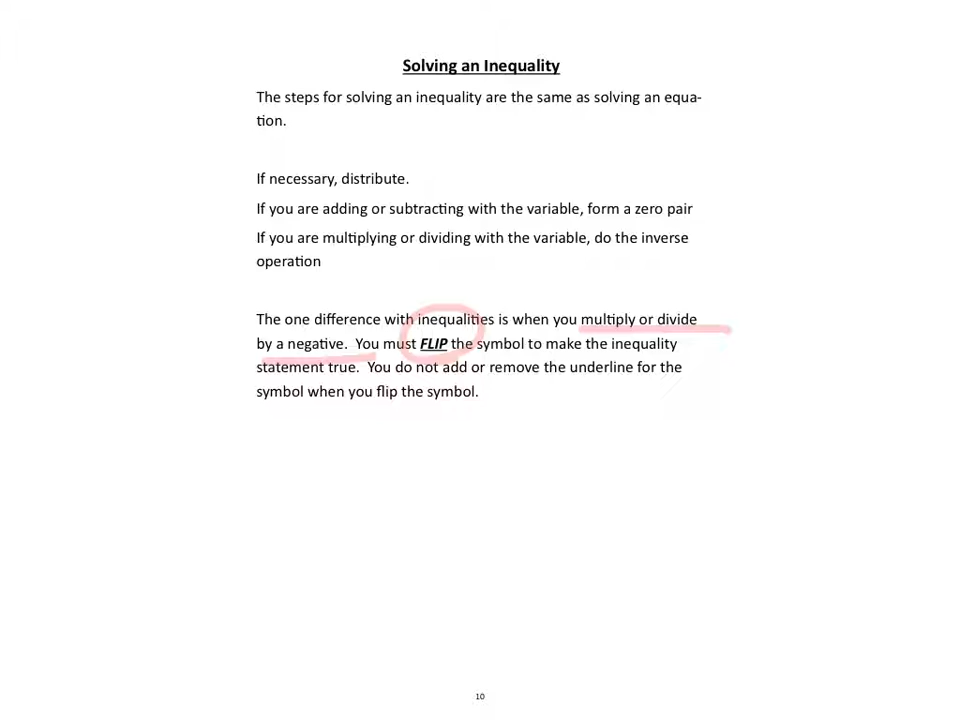 Solving an Inequality
The steps for solving an inequality are the same as solving an equa-
tion.
If necessary, distribute.
If you are adding or subtracting with the variable, form a zero pair
If you are multiplying or dividing with the variable, do the inverse
operation
The one difference with inequalities is when you multiply or divide
by a negative.  You must FLIP the symbol to make the inequality
statement true.  You do not add or remove the underline for the
symbol when you flip the symbol.
10